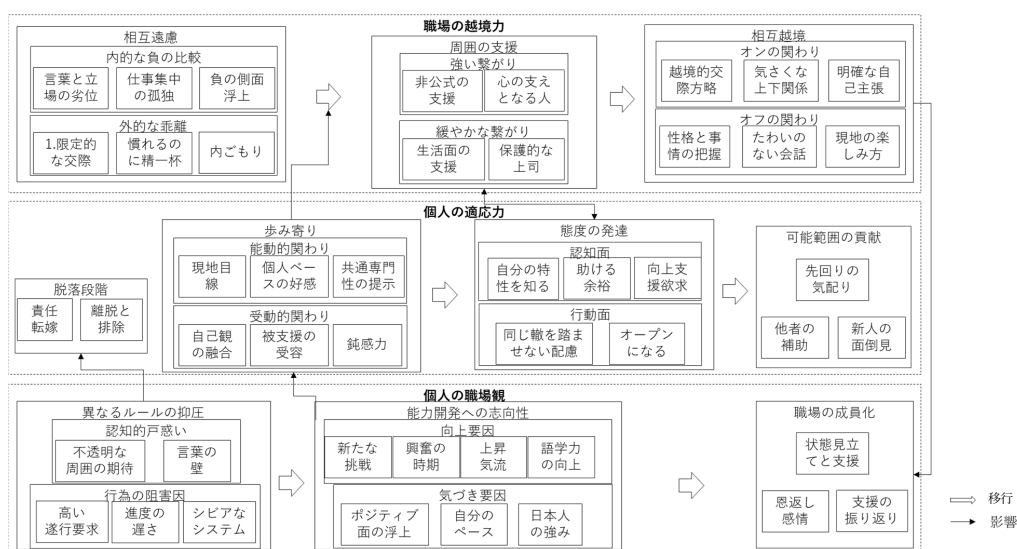 職場の越境力
相互遠慮
内的な負の比較
言葉と立
場の劣位
仕事集中
の孤独
負の側面
浮上
外的な乖離
1.限定的
な交際
慣れるの
に精一杯
内ごもり
周囲の支援
強い繋がり
非公式の
支援
心の支え
となる人
緩やかな繋がり
生活面の
支援
保護的な
上司
相互越境
オンの関わり
越境的交
際方略
気さくな
上下関係
明確な自
己主張
オフの関わり
性格と事
情の把握
たわいの
ない会話
現地の楽
しみ方
個人の適応力
脱落段階
責任
転嫁
離脱と
排除
歩み寄り
能動的関わり
現地目
線
個人ベー
スの好感
共通専門
性の提示
受動的関わり
自己観
の融合
被支援の
受容
鈍感力
態度の発達
認知面
自分の特
性を知る
助ける
余裕
向上支
援欲求
行動面
同じ轍を踏ま
せない配慮
オープン
になる
可能範囲の貢献
先回りの
気配り
他者の
補助
新人の
面倒見
個人の職場観
異なるルールの抑圧
認知的戸惑い
不透明な
周囲の期待
言葉の
壁
行為の阻害因
高い
遂行要求
進度の
遅さ
シビアな
システム
能力開発への志向性
向上要因
新たな
挑戦
興奮の
時期
上昇
気流
語学力
の向上
気づき要因
ポジティブ
面の浮上
自分の
ペース
日本人
の強み
職場の成員化
状態見立
てと支援
恩返し
感情
支援の
振り返り
移行
影響